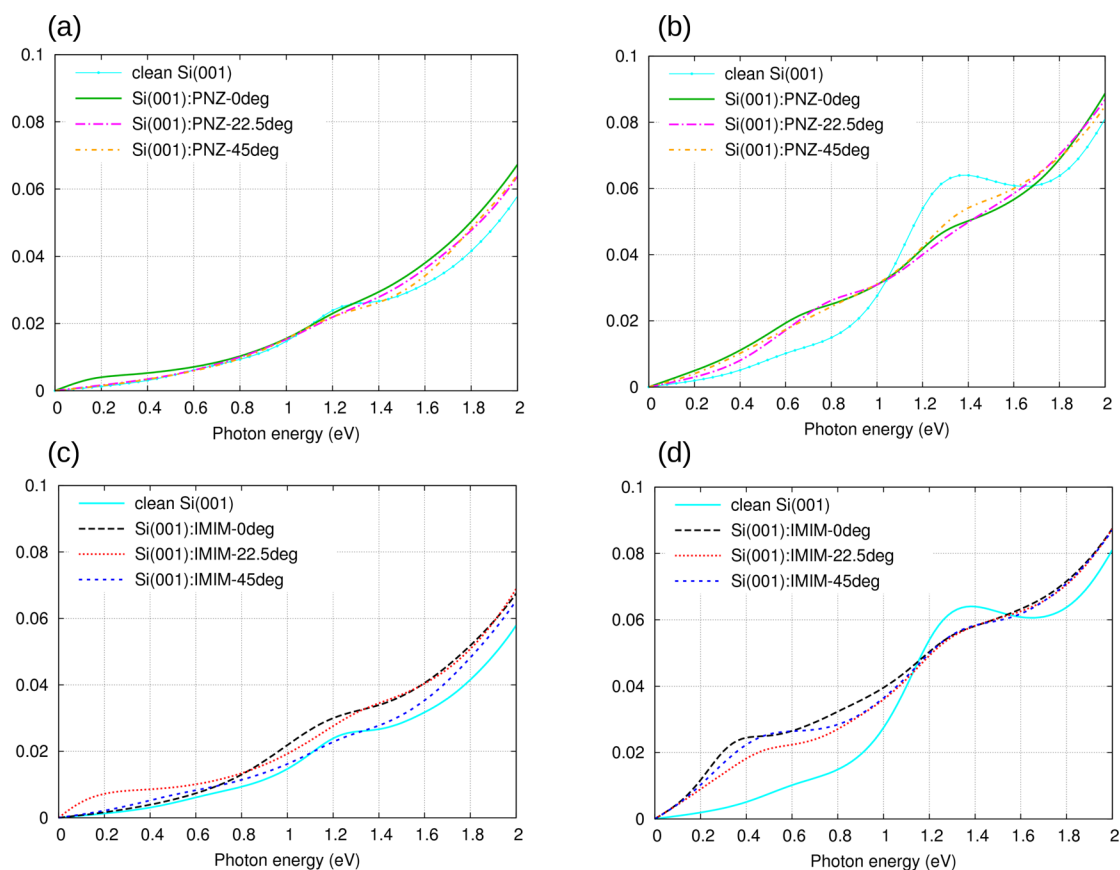 (a)
0.1
0.08
0.06
0.04
0.02
0
clean Si(001)
Si(001):PNZ-0deg
Si(001):PNZ-22.5deg
Si(001):PNZ-45deg
0 0.2 0.4 0.6 0.8 1 1.2 1.4 1.6 1.8 2
Photon energy (eV)
(b)
0.1
0.08
0.06
0.04
0.02
0
clean Si(001)
Si(001):PNZ-0deg
Si(001):PNZ-22.5deg
Si(001):PNZ-45deg
0 0.2 0.4 0.6 0.8 1 1.2 1.4 1.6 1.8 2
Photon energy (eV)
(c)
0.1
0.08
0.06
0.04
0.02
0
clean Si(001)
Si(001):IMIM-0deg
Si(001):IMIM-22.5deg
Si(001):IMIM-45deg
0 0.2 0.4 0.6 0.8 1 1.2 1.4 1.6 1.8 2
Photon energy (eV)
(d)
0.1
0.08
0.06
0.04
0.02
0
clean Si(001)
Si(001):IMIM-0deg
Si(001):IMIM-22.5deg
Si(001):IMIM-45deg
0 0.2 0.4 0.6 0.8 1 1.2 1.4 1.6 1.8 2
Photon energy (eV)